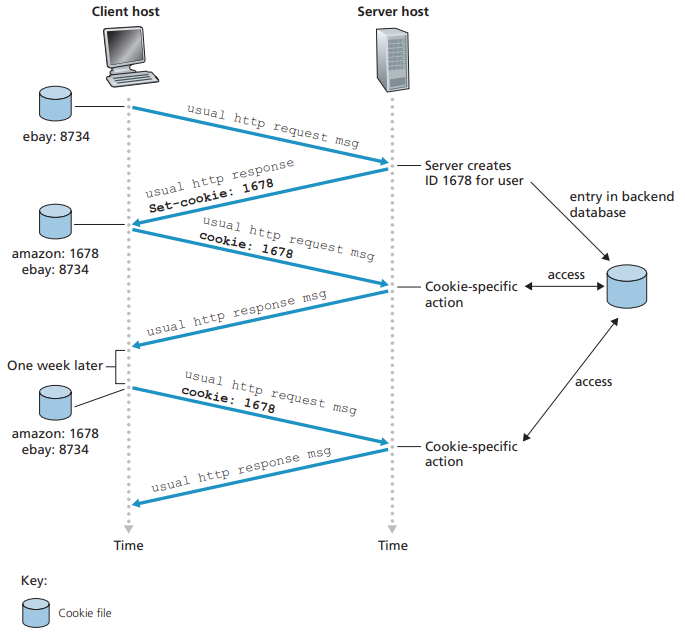 Client host
Server host
ebay: 8734
usual http request msg
Server creates
ID 1678 for user
entry in backend
database
usual http response
Set-cookie: 1678
amazon: 1678
ebay: 8734
usual http request msg
cookie: 1678
Cookie-specific
action
access
usual http response msg
One week later
access
amazon: 1678
ebay: 8734
usual http request msg
cookie: 1678
Cookie-specific
action
usual http response msg
Time
Time
Key:
Cookie file